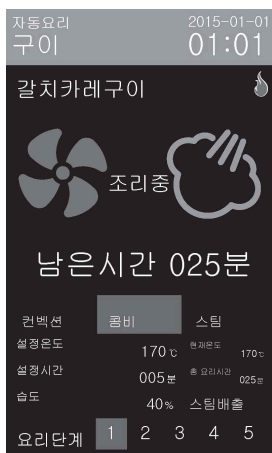 자동요리 2015-01-01
구이 01:01
갈치카레구이
조리중
남은시간 025분
컨벡션 콤비 스팀
설정온도 170℃ 현재온도 170℃
설정시간 005분 총 요리시간 025분
습도 40% 스팀배출
요리단계 1 2 3 4 5